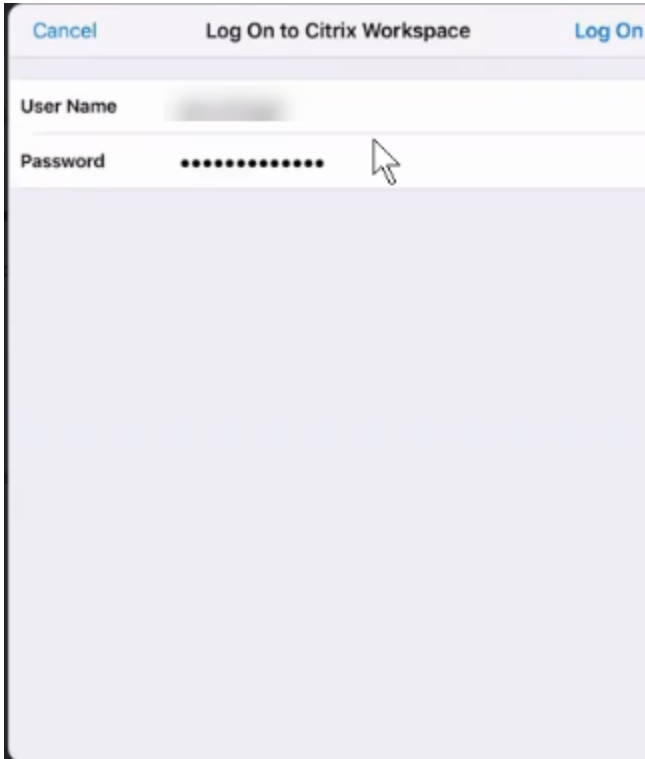 Cancel Log On to Citrix Workspace Log On
User Name
Password •••••••••••••